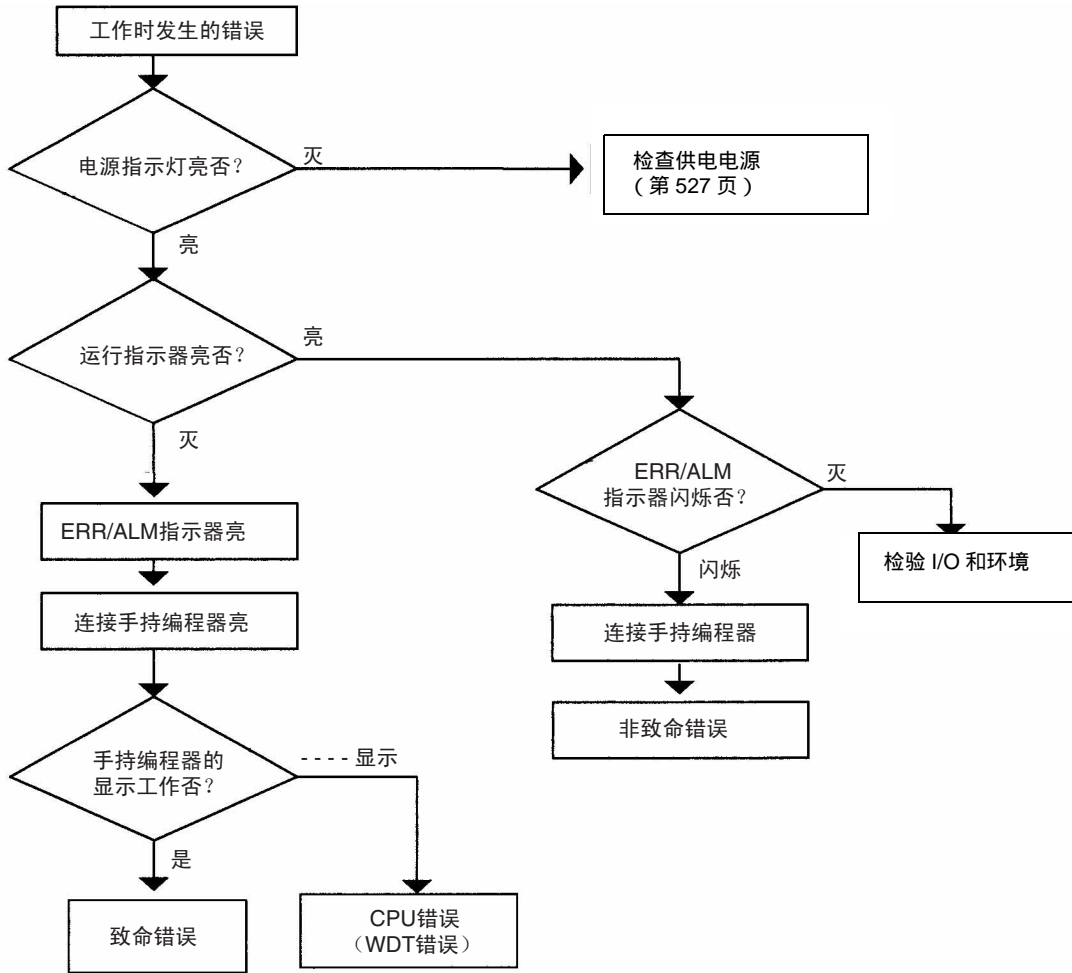 工作时发生的错误
电源指示灯亮否？
灭
检查供电电源
（第 527 页）
亮
运行指示器亮否？
亮
灭
ERR/ALM
指示器闪烁否？
灭
ERR/ALM指示器亮
检验 I/O 和环境
闪烁
连接手持编程器亮
连接手持编程器
非致命错误
手持编程器的
显示工作否？
---- 显示
是
致命错误
CPU错误
（WDT错误）